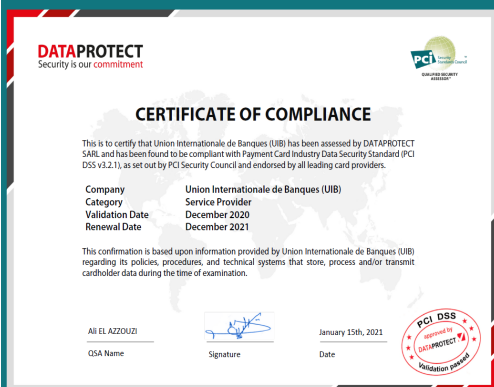 DATAPROTECT
Security is our commitment
PCI Security
Standards Council
QUALIFIED SECURITY
ASSESSOR™
CERTIFICATE OF COMPLIANCE
This is to certify that Union Internationale de Banques (UIB) has been assessed by DATAPROTECT
SARL and has been found to be compliant with Payment Card Industry Data Security Standard (PCI
DSS v3.2.1), as set out by PCI Security Council and endorsed by all leading card providers.
Company Union Internationale de Banques (UIB)
Category Service Provider
Validation Date December 2020
Renewal Date December 2021
This confirmation is based upon information provided by Union Internationale de Banques (UIB)
regarding its policies, procedures, and technical systems that store, process and/or transmit
cardholder data during the time of examination.
Ali EL AZZOUZI
January 15th, 2021
QSA Name
Signature
Date
PCI DSS
approved by
DATAPROTECT
Validation passed